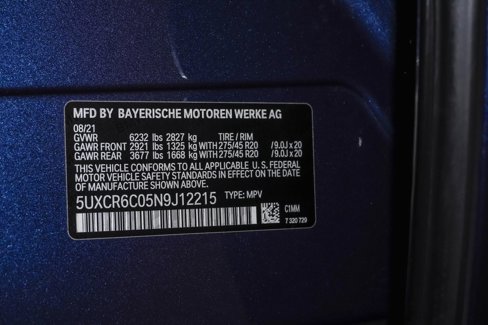 MFD BY BAYERISCHE MOTOREN WERKE AG
08/21
GVWR 6232 lbs 2827 kg TIRE / RIM
GAWR FRONT 2921 lbs 1325 kg WITH 275/45 R20 /9.0J x 20
GAWR REAR 3677 lbs 1668 kg WITH 275/45 R20 /9.0J x 20
THIS VEHICLE CONFORMS TO ALL APPLICABLE U.S. FEDERAL
MOTOR VEHICLE SAFETY STANDARDS IN EFFECT ON THE DATE
OF MANUFACTURE SHOWN ABOVE.
5UXCR6C05N9J12215 TYPE: MPV
C1MM
7 320 729